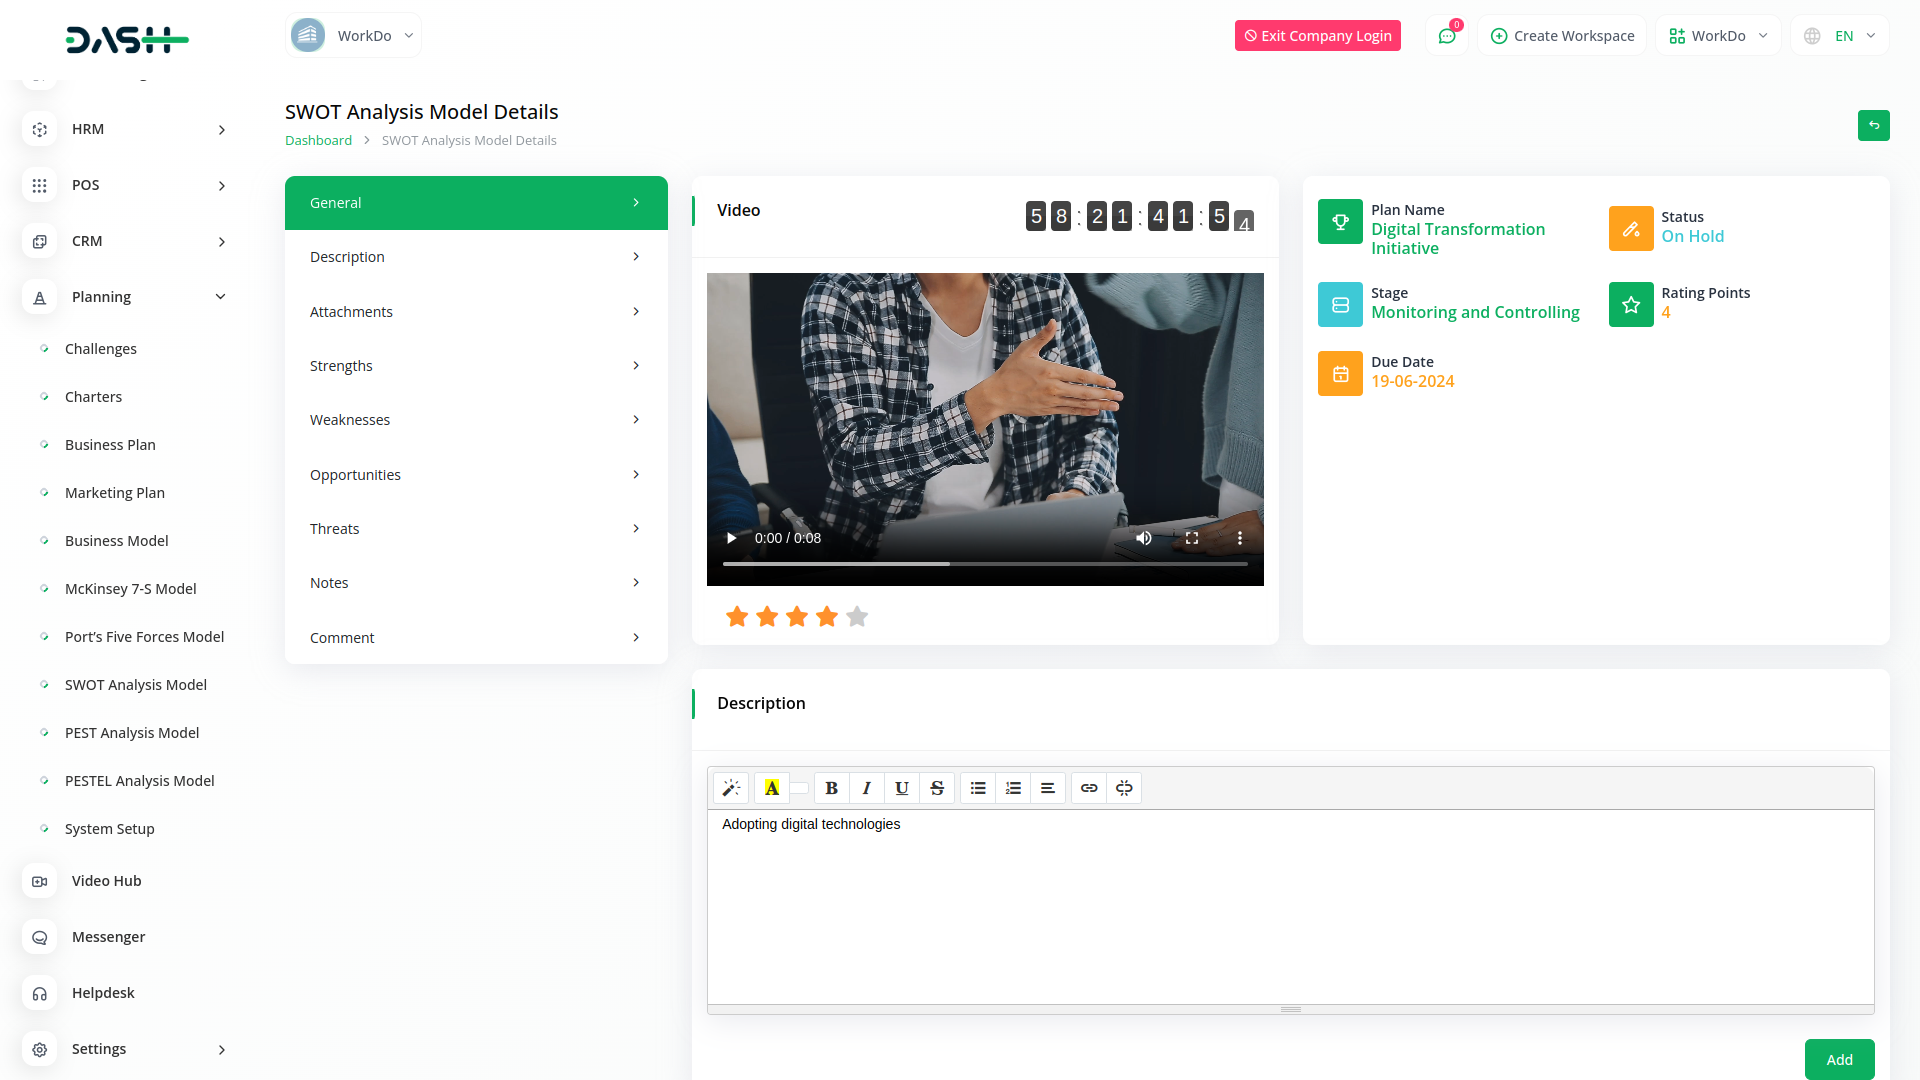 DASH
WorkDo
Exit Company Login
0
Create Workspace
WorkDo
EN
HRM
POS
CRM
Planning
Challenges
Charters
Business Plan
Marketing Plan
Business Model
McKinsey 7-S Model
Port's Five Forces Model
SWOT Analysis Model
PEST Analysis Model
PESTEL Analysis Model
System Setup
Video Hub
Messenger
Helpdesk
Settings
SWOT Analysis Model Details
Dashboard > SWOT Analysis Model Details
General
Description
Attachments
Strengths
Weaknesses
Opportunities
Threats
Notes
Comment
Video
58:21:41:54
0:00 / 0:08
Plan Name
Digital Transformation
Initiative
Status
On Hold
Stage
Monitoring and Controlling
Rating Points
4
Due Date
19-06-2024
Description
A B I U S
Adopting digital technologies
Add